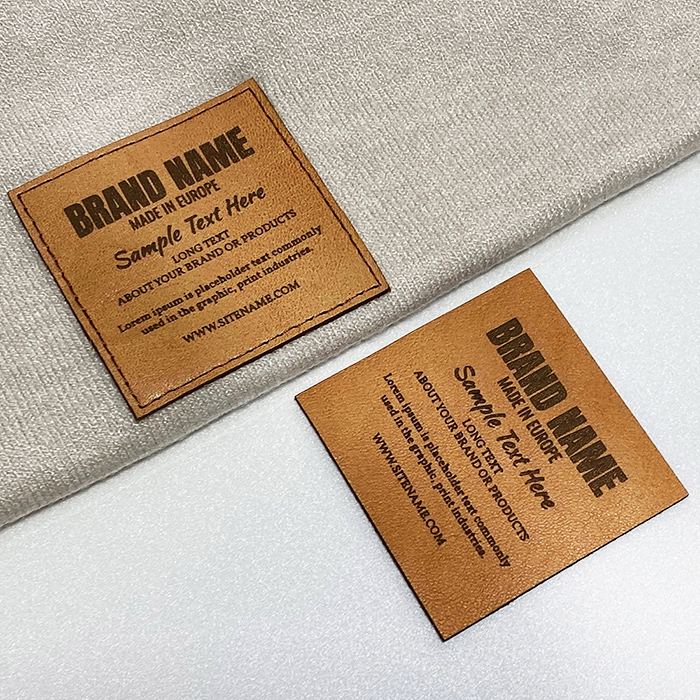 BRAND NAME
MADE IN EUROPE
Sample Text Here
LONG TEXT
ABOUT YOUR BRAND OR PRODUCTS
Lorem ipsum is placeholder text commonly
used in the graphic, print industries.
WWW.SITENAME.COM
BRAND NAME
MADE IN EUROPE
Sample Text Here
LONG TEXT
ABOUT YOUR BRAND OR PRODUCTS
Lorem ipsum is placeholder text commonly
used in the graphic, print industries.
WWW.SITENAME.COM